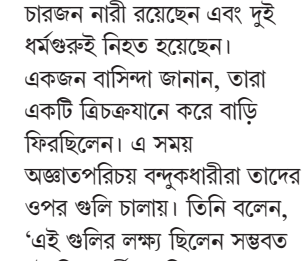 চারজন নারী রয়েছেন এবং দুই
ধর্মগুরুই নিহত হয়েছেন।
একজন বাসিন্দা জানান, তারা
একটি ত্রিচক্রযানে করে বাড়ি
ফিরছিলেন। এ সময়
অজ্ঞাতপরিচয় বন্দুকধারীরা তাদের
ওপর গুলি চালায়। তিনি বলেন,
‘এই গুলির লক্ষ্য ছিলেন সম্ভবত